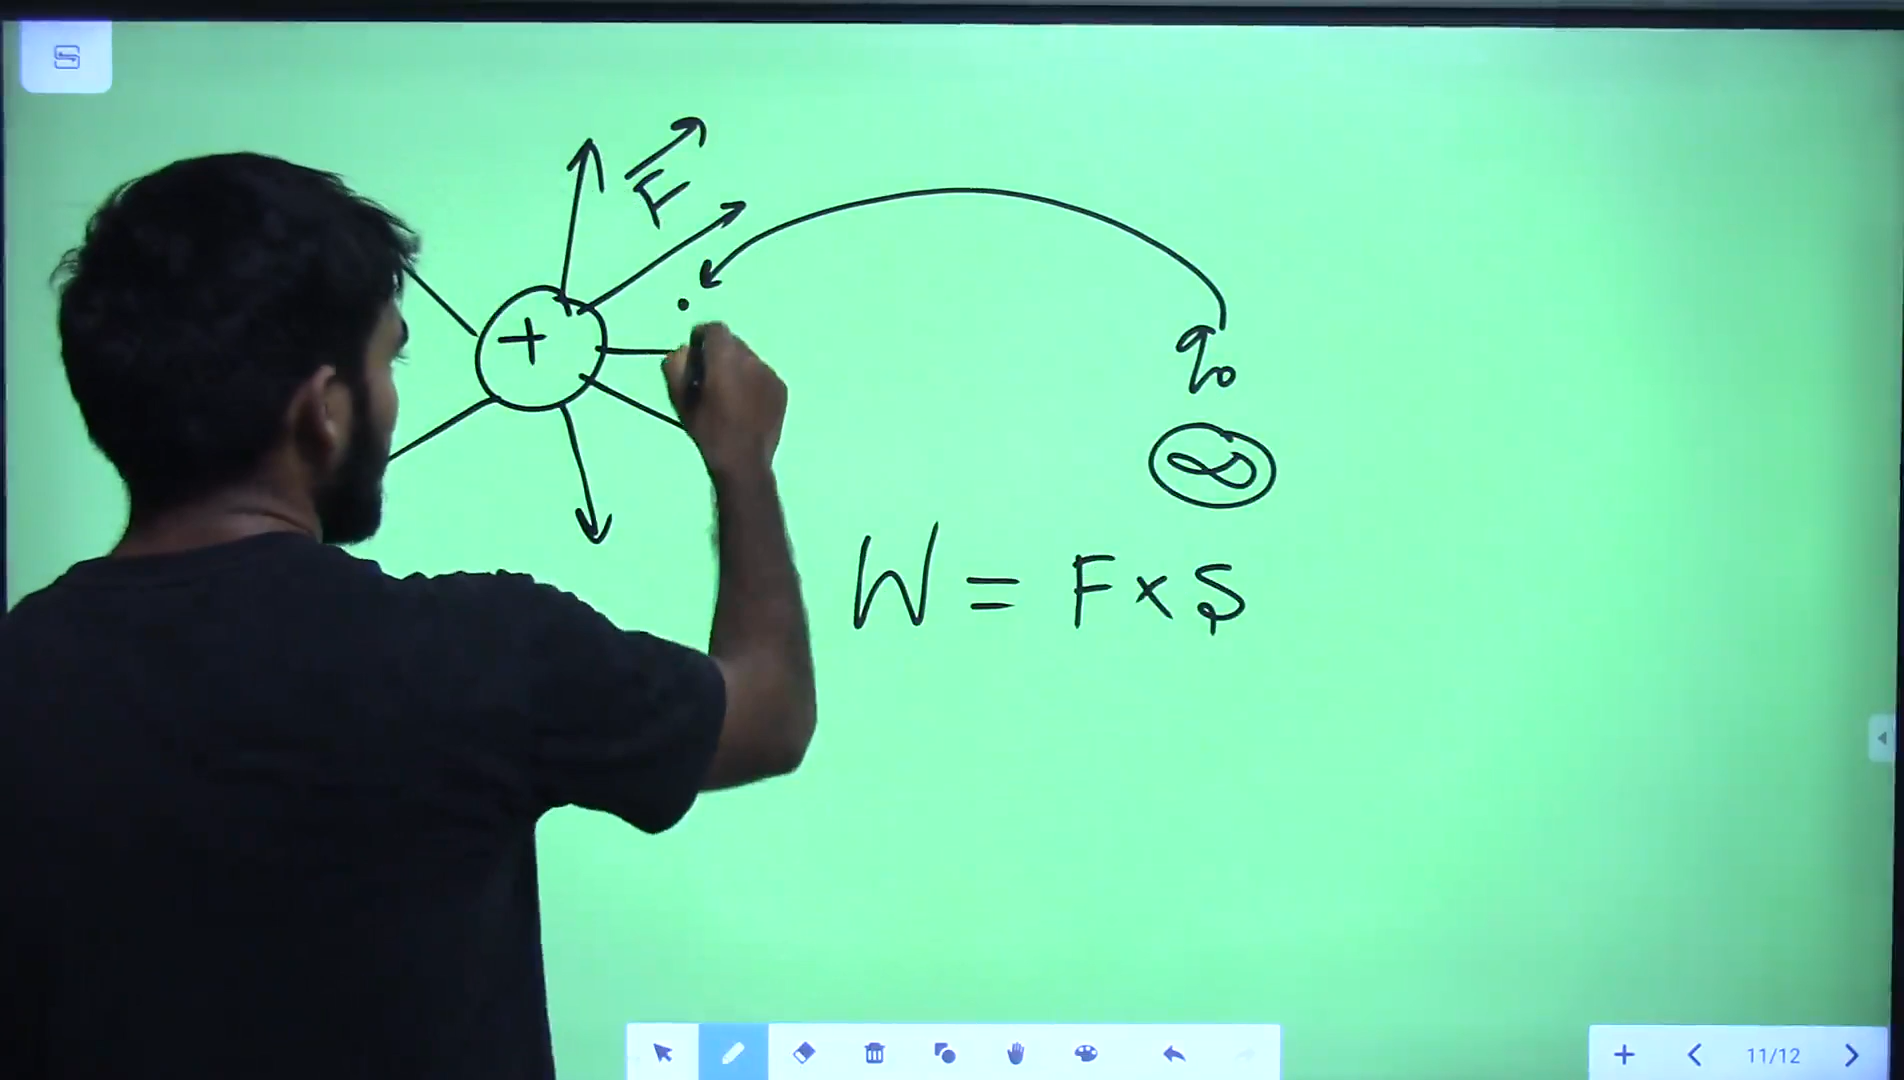 E
+
q₀
∞
W = F × S
11/12